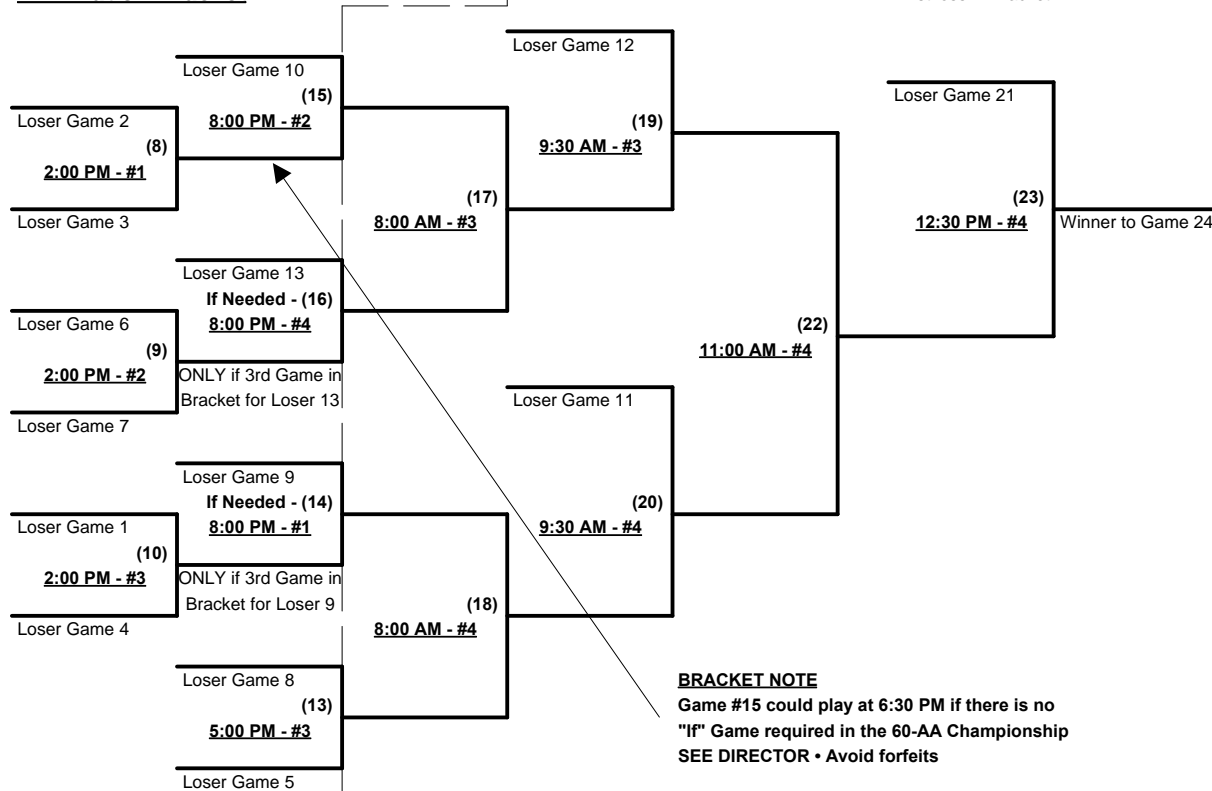 Loser Game 12
Loser Game 10
(15)
8:00 PM - #2
Loser Game 21
Loser Game 2
(8)
2:00 PM - #1
(19)
9:30 AM - #3
Loser Game 3
(17)
8:00 AM - #3
(23)
12:30 PM - #4
Winner to Game 24
Loser Game 13
If Needed - (16)
8:00 PM - #4
Loser Game 6
(9)
2:00 PM - #2
ONLY if 3rd Game in
Bracket for Loser 13
Loser Game 7
(22)
11:00 AM - #4
Loser Game 11
Loser Game 9
If Needed - (14)
8:00 PM - #1
Loser Game 1
(10)
2:00 PM - #3
ONLY if 3rd Game in
Bracket for Loser 9
Loser Game 4
(20)
9:30 AM - #4
(18)
8:00 AM - #4
Loser Game 8
(13)
5:00 PM - #3
Loser Game 5
BRACKET NOTE
Game #15 could play at 6:30 PM if there is no
"If" Game required in the 60-AA Championship
SEE DIRECTOR • Avoid forfeits